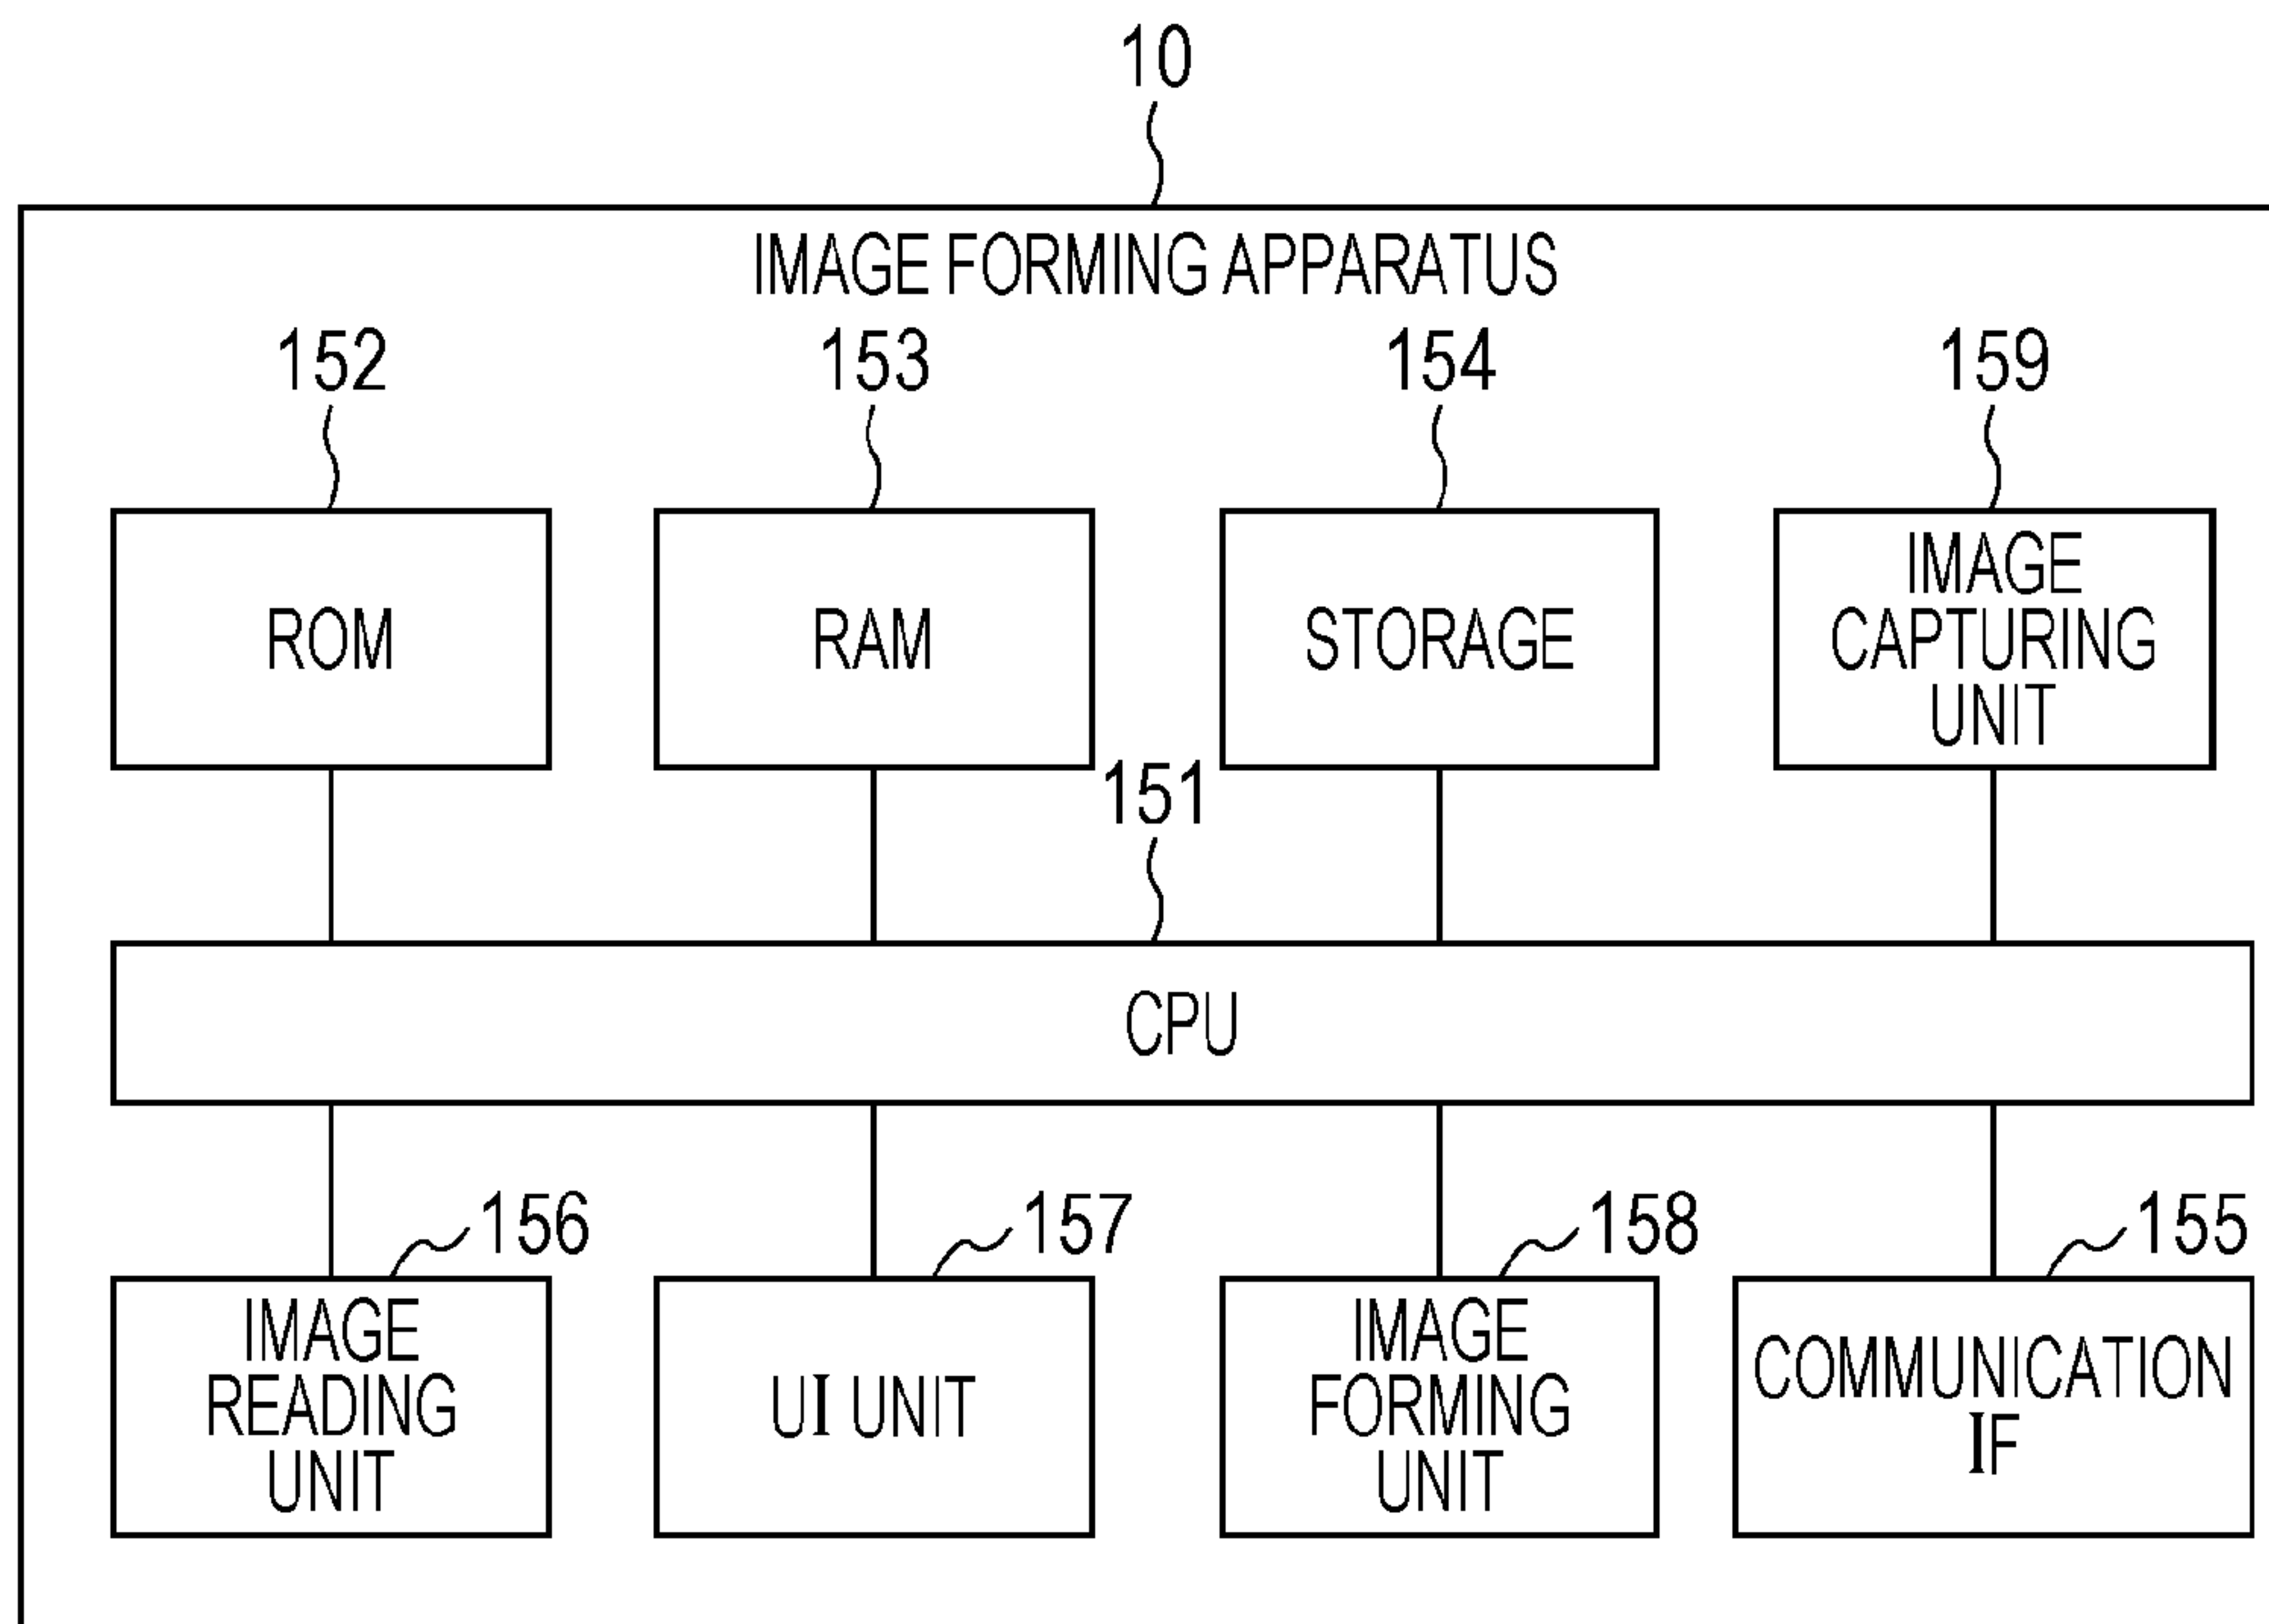 10
IMAGE FORMING APPARATUS
152 153 154 159
ROM
RAM
STORAGE
IMAGE
CAPTURING
UNIT
151
CPU
156 157 158 155
IMAGE
READING
UNIT
UI UNIT
IMAGE
FORMING
UNIT
COMMUNICATION
IF